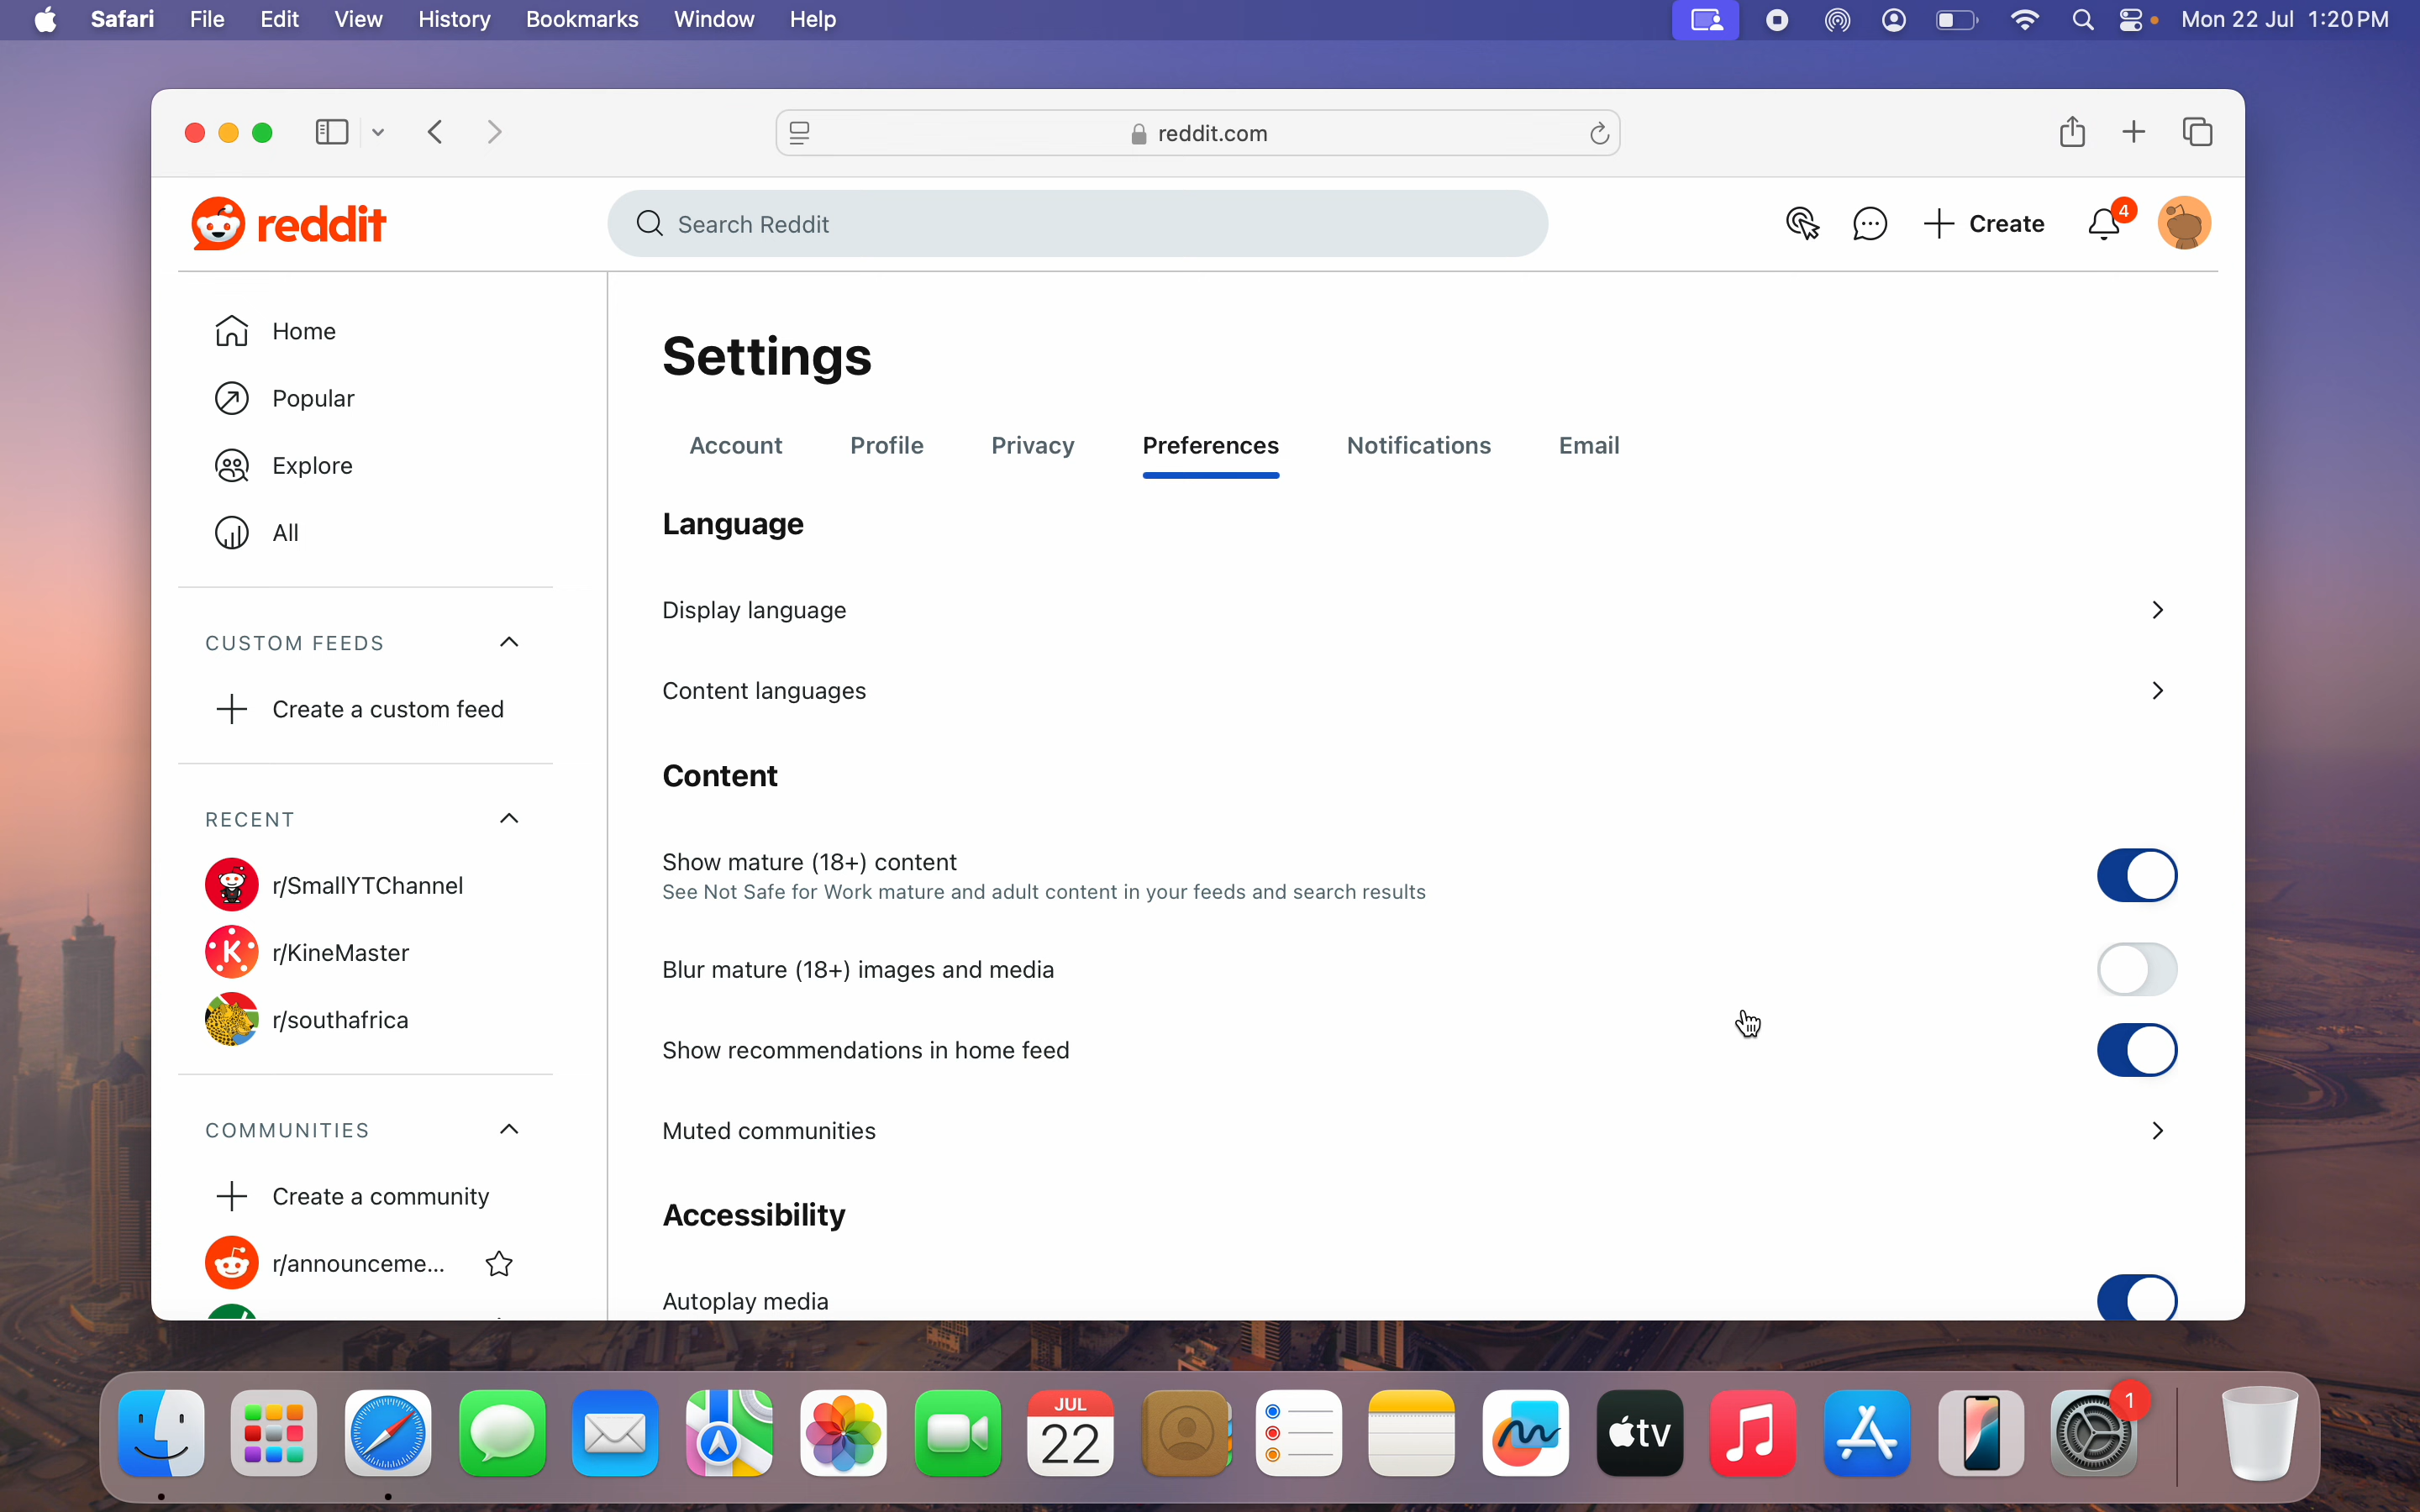 Safari File Edit View History Bookmarks Window Help Mon 22 Jul 1:20 PM
reddit.com
reddit Search Reddit Create 4
Home
Popular
Explore
All
CUSTOM FEEDS
Create a custom feed
RECENT
r/SmallYTChannel
K r/KineMaster
r/southafrica
COMMUNITIES
Create a community
r/announceme...
Settings
Account Profile Privacy Preferences Notifications Email
Language
Display language
Content languages
Content
Show mature (18+) content
See Not Safe for Work mature and adult content in your feeds and search results
Blur mature (18+) images and media
Show recommendations in home feed
Muted communities
Accessibility
Autoplay media
JUL
22
tv
1